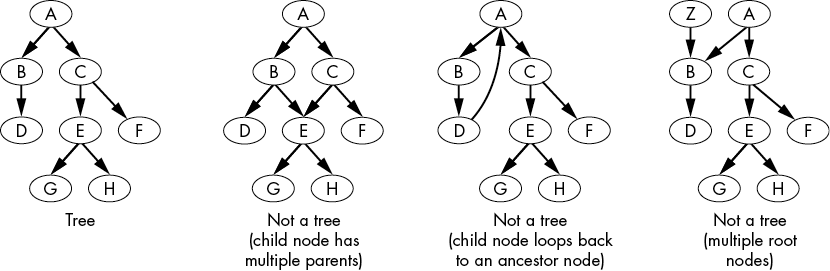 A
B
C
D
E
F
G
H
Tree
A
B
C
D
E
F
G
H
Not a tree
(child node has
multiple parents)
A
B
C
D
E
F
G
H
Not a tree
(child node loops back
to an ancestor node)
Z
A
B
C
D
E
F
G
H
Not a tree
(multiple root
nodes)